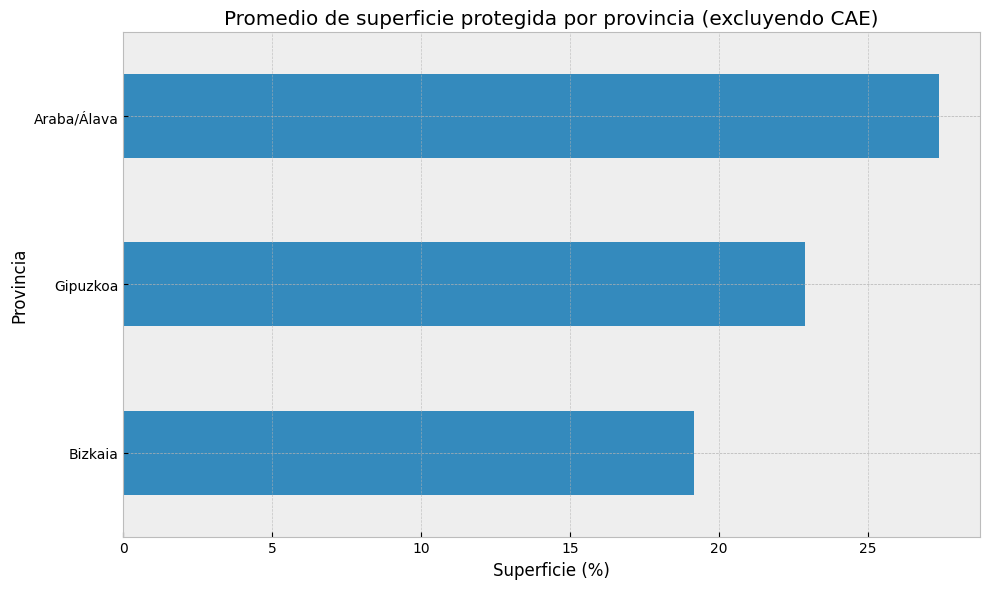 Promedio de superficie protegida por provincia (excluyendo CAE)
Provincia
Araba/Álava
Gipuzkoa
Bizkaia
0 5 10 15 20 25
Superficie (%)